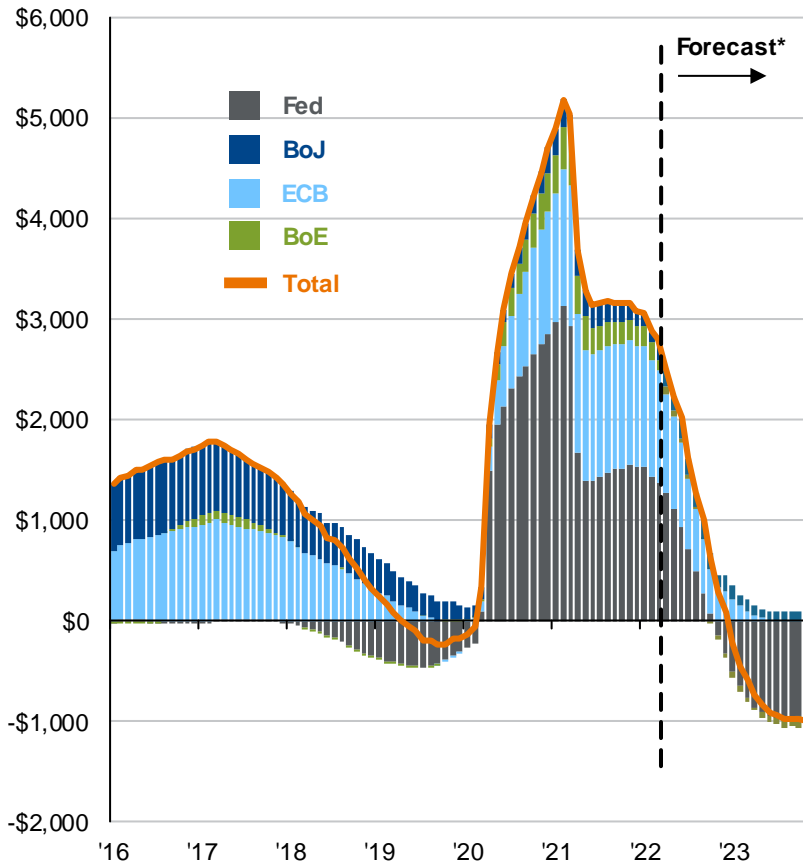 $6,000
Forecast*
$5,000
Fed
BoJ
ECB
BoE
Total
$4,000
$3,000
$2,000
$1,000
$0
-$1,000
-$2,000
'16 '17 '18 '19 '20 '21 '22 '23